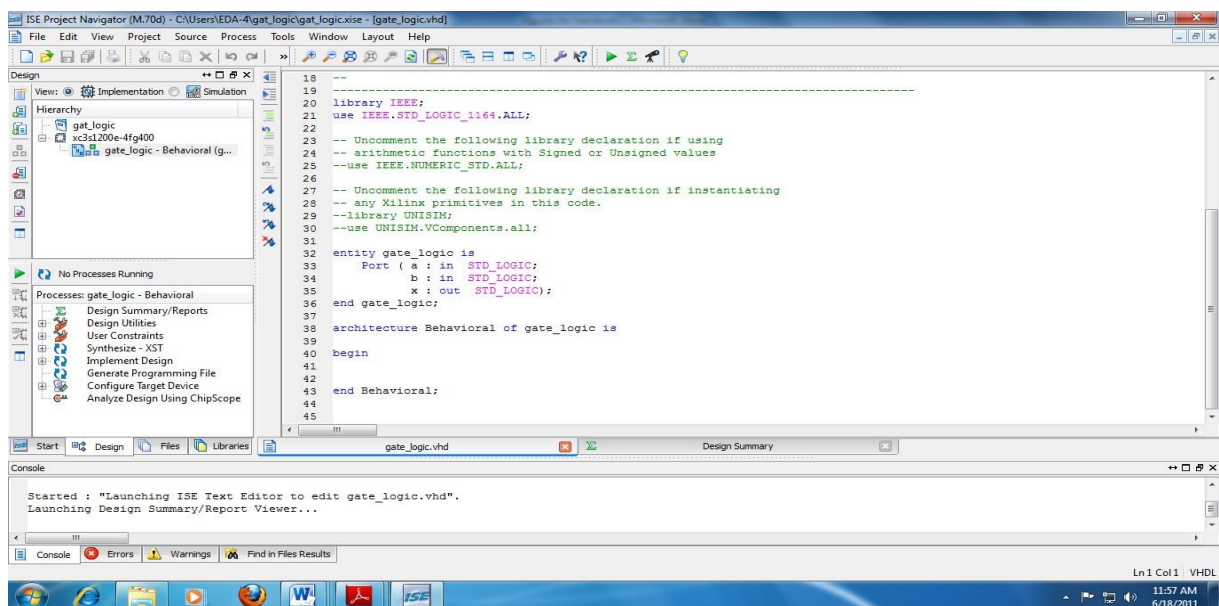 ISE Project Navigator (M.70d) - C:\Users\EDA-4\gat_logic\gat_logic.xise - [gate_logic.vhd]
File Edit View Project Source Process Tools Window Layout Help
Design
View: Implementation Simulation
Hierarchy
gat_logic
xc3s1200e-4fg400
gate_logic - Behavioral (g...
No Processes Running
Processes: gate_logic - Behavioral
Design Summary/Reports
Design Utilities
User Constraints
Synthesize - XST
Implement Design
Generate Programming File
Configure Target Device
Analyze Design Using ChipScope
Start Design Files Libraries
18 --
19 ----------------------------------------------------------------------------------
20 library IEEE;
21 use IEEE.STD_LOGIC_1164.ALL;
22
23 -- Uncomment the following library declaration if using
24 -- arithmetic functions with Signed or Unsigned values
25 --use IEEE.NUMERIC_STD.ALL;
26
27 -- Uncomment the following library declaration if instantiating
28 -- any Xilinx primitives in this code.
29 --library UNISIM;
30 --use UNISIM.VComponents.all;
31
32 entity gate_logic is
33 Port ( a : in STD_LOGIC;
34 b : in STD_LOGIC;
35 x : out STD_LOGIC);
36 end gate_logic;
37
38 architecture Behavioral of gate_logic is
39
40 begin
41
42
43 end Behavioral;
44
45
gate_logic.vhd Design Summary
Console
Started : "Launching ISE Text Editor to edit gate_logic.vhd".
Launching Design Summary/Report Viewer...
Console Errors Warnings Find in Files Results
Ln 1 Col 1 VHDL
ISE
11:57 AM
6/18/2011